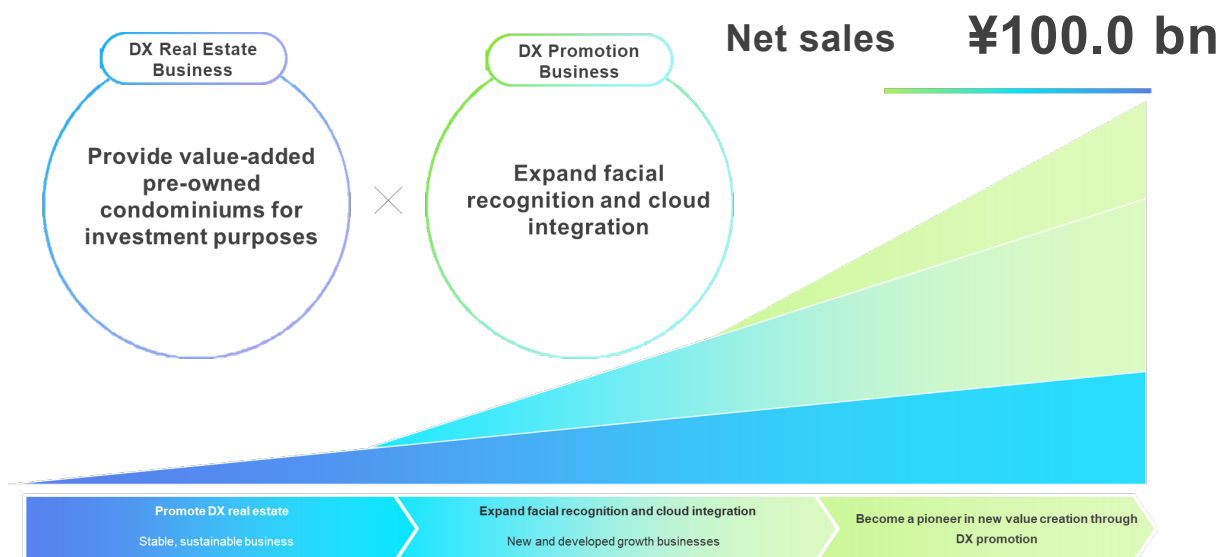 DX Real Estate
Business
Provide value-added
pre-owned
condominiums for
investment purposes
DX Promotion
Business
Expand facial
recognition and cloud
integration
Net sales ¥100.0 bn
Promote DX real estate
Stable, sustainable business
Expand facial recognition and cloud integration
New and developed growth businesses
Become a pioneer in new value creation through
DX promotion